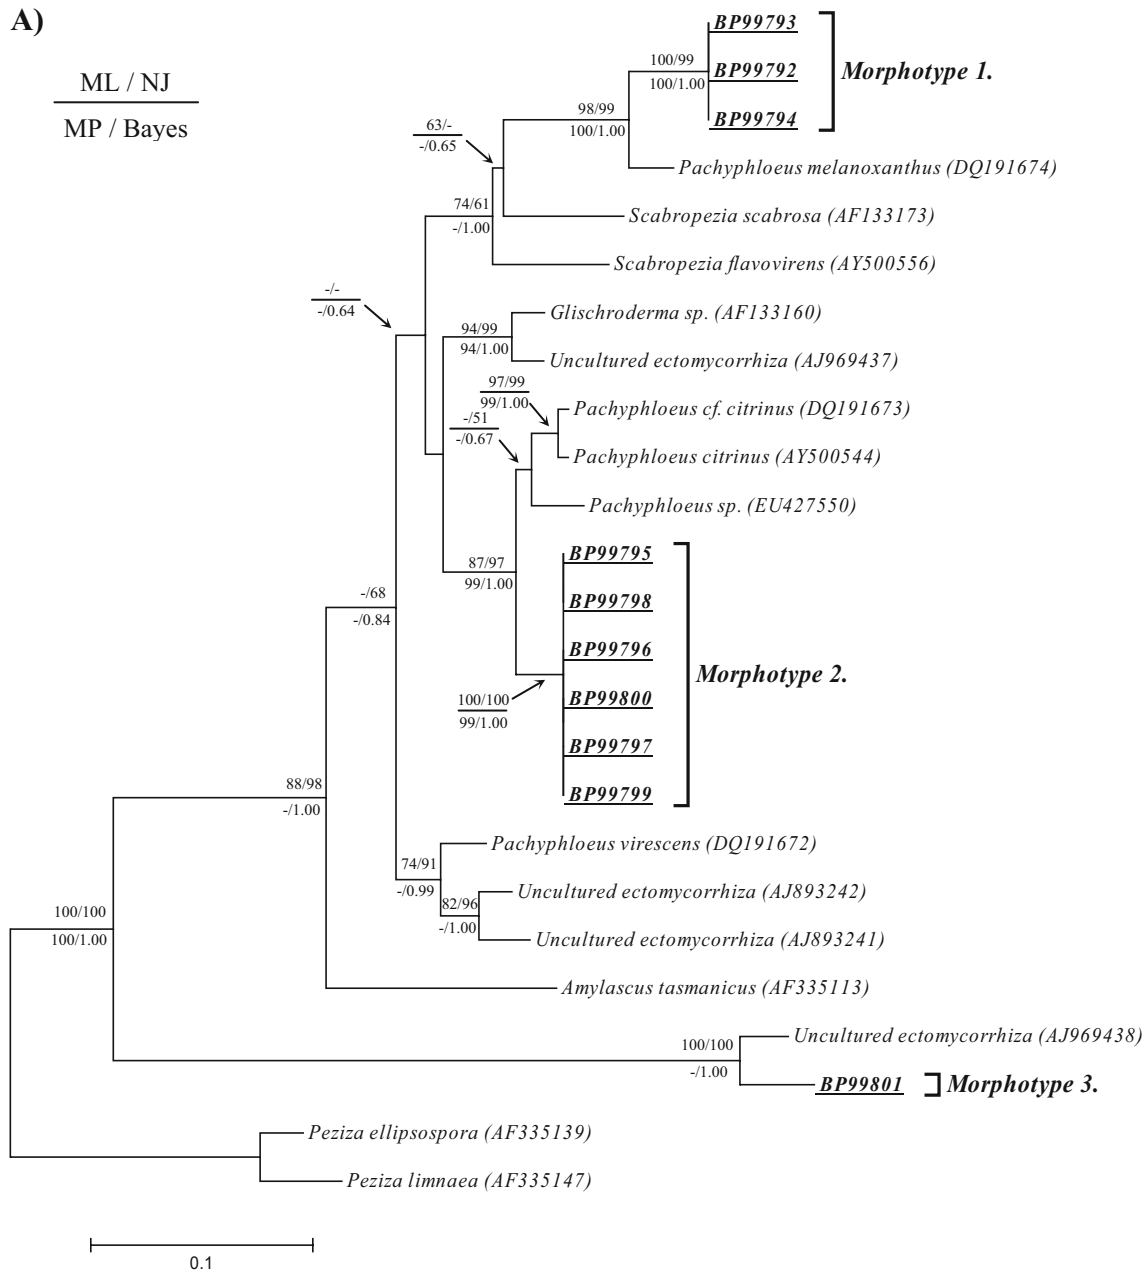 A)
ML / NJ
MP / Bayes
BP99793
BP99792
BP99794
Morphotype 1.
100/99
100/1.00
98/99
100/1.00
Pachyphloeus melanoxanthus (DQ191674)
63/-
-/0.65
Scabropezia scabrosa (AF133173)
74/61
-/1.00
Scabropezia flavovirens (AY500556)
-/-
-/0.64
Glischroderma sp. (AF133160)
94/99
94/1.00
Uncultured ectomycorrhiza (AJ969437)
97/99
99/1.00
Pachyphloeus cf. citrinus (DQ191673)
-/51
-/0.67
Pachyphloeus citrinus (AY500544)
Pachyphloeus sp. (EU427550)
87/97
99/1.00
BP99795
BP99798
BP99796
BP99800
BP99797
BP99799
Morphotype 2.
100/100
99/1.00
-/68
-/0.84
88/98
-/1.00
Pachyphloeus virescens (DQ191672)
74/91
-/0.99
Uncultured ectomycorrhiza (AJ893242)
82/96
-/1.00
Uncultured ectomycorrhiza (AJ893241)
100/100
100/1.00
Amylascus tasmanicus (AF335113)
Uncultured ectomycorrhiza (AJ969438)
100/100
-/1.00
BP99801
Morphotype 3.
Peziza ellipsospora (AF335139)
Peziza limnaea (AF335147)
0.1